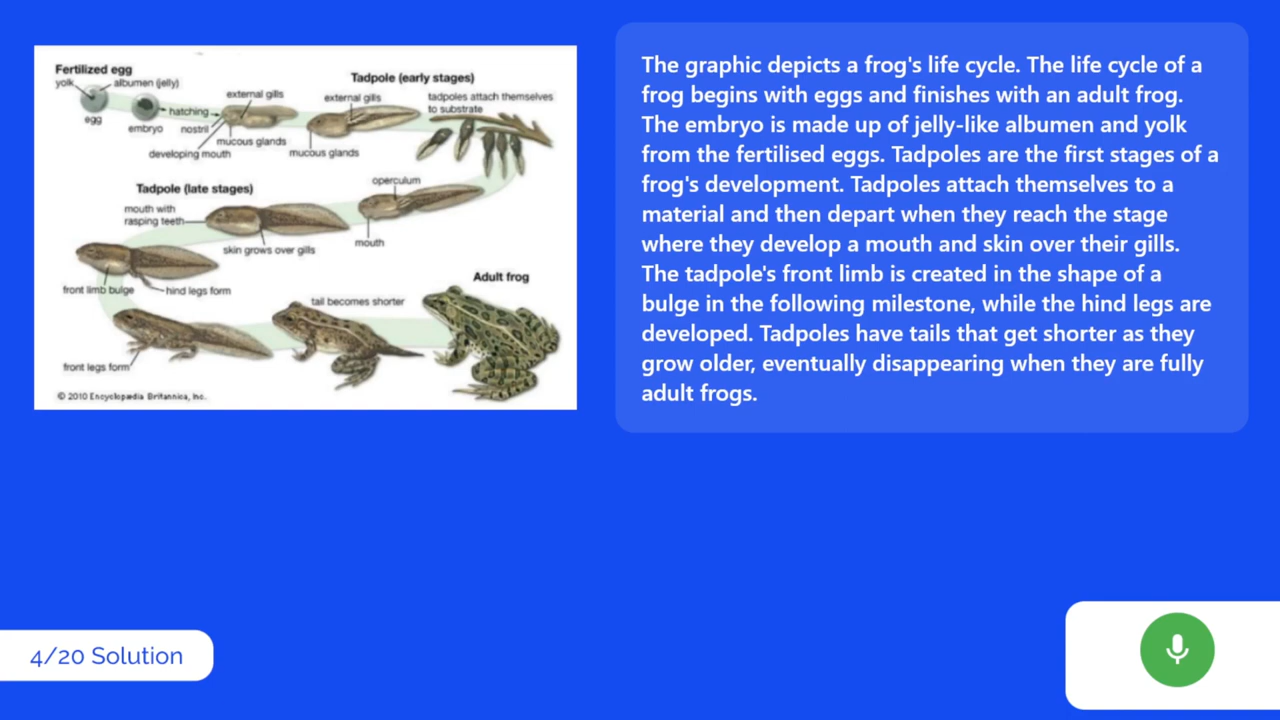 Fertilized egg
yolk
albumen (jelly)
egg
embryo
hatching
nostril
developing mouth
external gills
mucous glands
Tadpole (early stages)
external gills
mucous glands
tadpoles attach themselves
to substrate
Tadpole (late stages)
operculum
mouth with
rasping teeth
skin grows over gills
mouth
front limb bulge
hind legs form
Adult frog
tail becomes shorter
front legs form
© 2010 Encyclopædia Britannica, Inc.
The graphic depicts a frog's life cycle. The life cycle of a
frog begins with eggs and finishes with an adult frog.
The embryo is made up of jelly-like albumen and yolk
from the fertilised eggs. Tadpoles are the first stages of a
frog's development. Tadpoles attach themselves to a
material and then depart when they reach the stage
where they develop a mouth and skin over their gills.
The tadpole's front limb is created in the shape of a
bulge in the following milestone, while the hind legs are
developed. Tadpoles have tails that get shorter as they
grow older, eventually disappearing when they are fully
adult frogs.
4/20 Solution